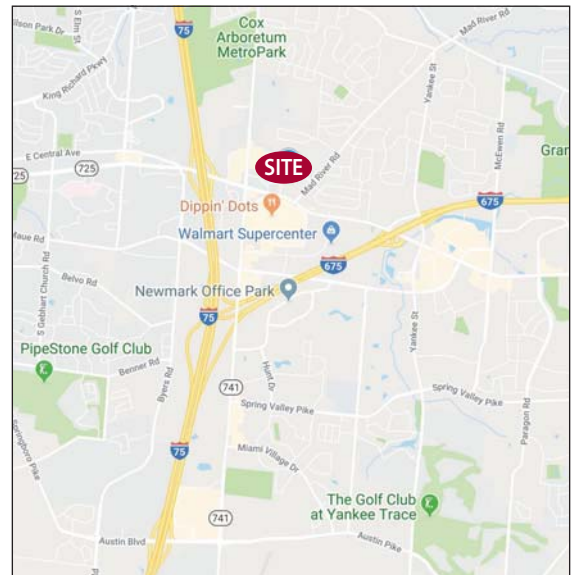 S Elm St
lson Park Dr
75
Cox
Arboretum
MetroPark
Mad River Rd
King Richard Pkwy
Yankee St
McEwen Rd
E Central Ave
SITE
Gran
725
725
Mad River Rd
Dippin' Dots
675
Walmart Supercenter
Maue Rd
675
S Gebhart Church Rd
Belvo Rd
Newmark Office Park
75
Yankee St
PipeStone Golf Club
Benner Rd
Byers Rd
741
Hunt Dr
Spring Valley Pike
Spring Valley Pike
Paragon Rd
Springboro Pike
75
Miami Village Dr
The Golf Club
at Yankee Trace
741
Austin Blvd
Austin Pike